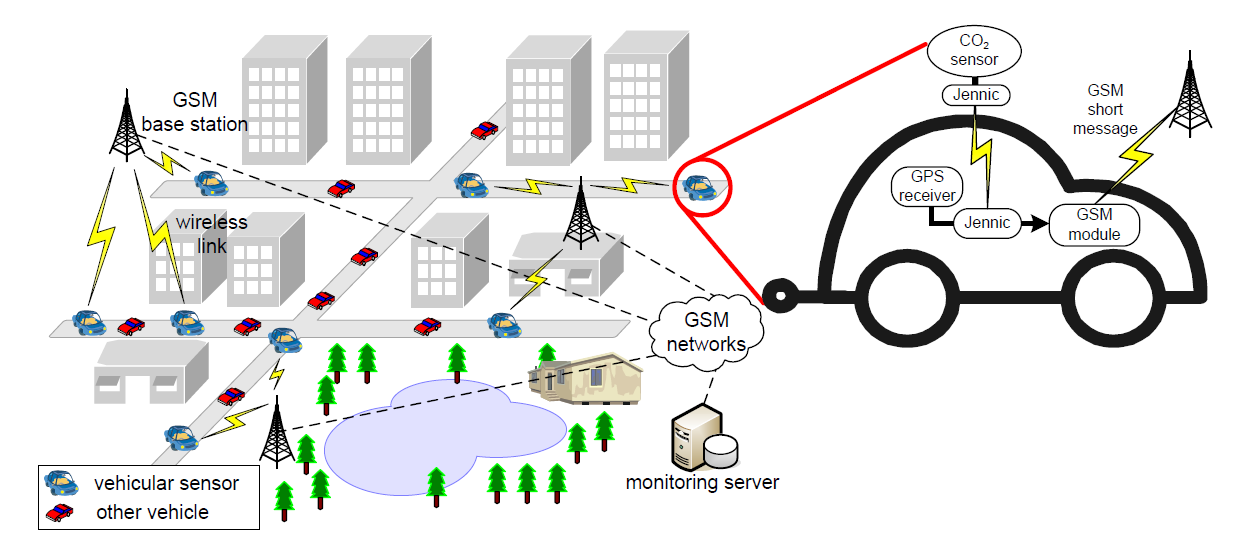 GSM
base station
wireless
link
GSM
networks
monitoring server
vehicular sensor
other vehicle
CO₂
sensor
Jennic
GSM
short
message
GPS
receiver
Jennic
GSM
module